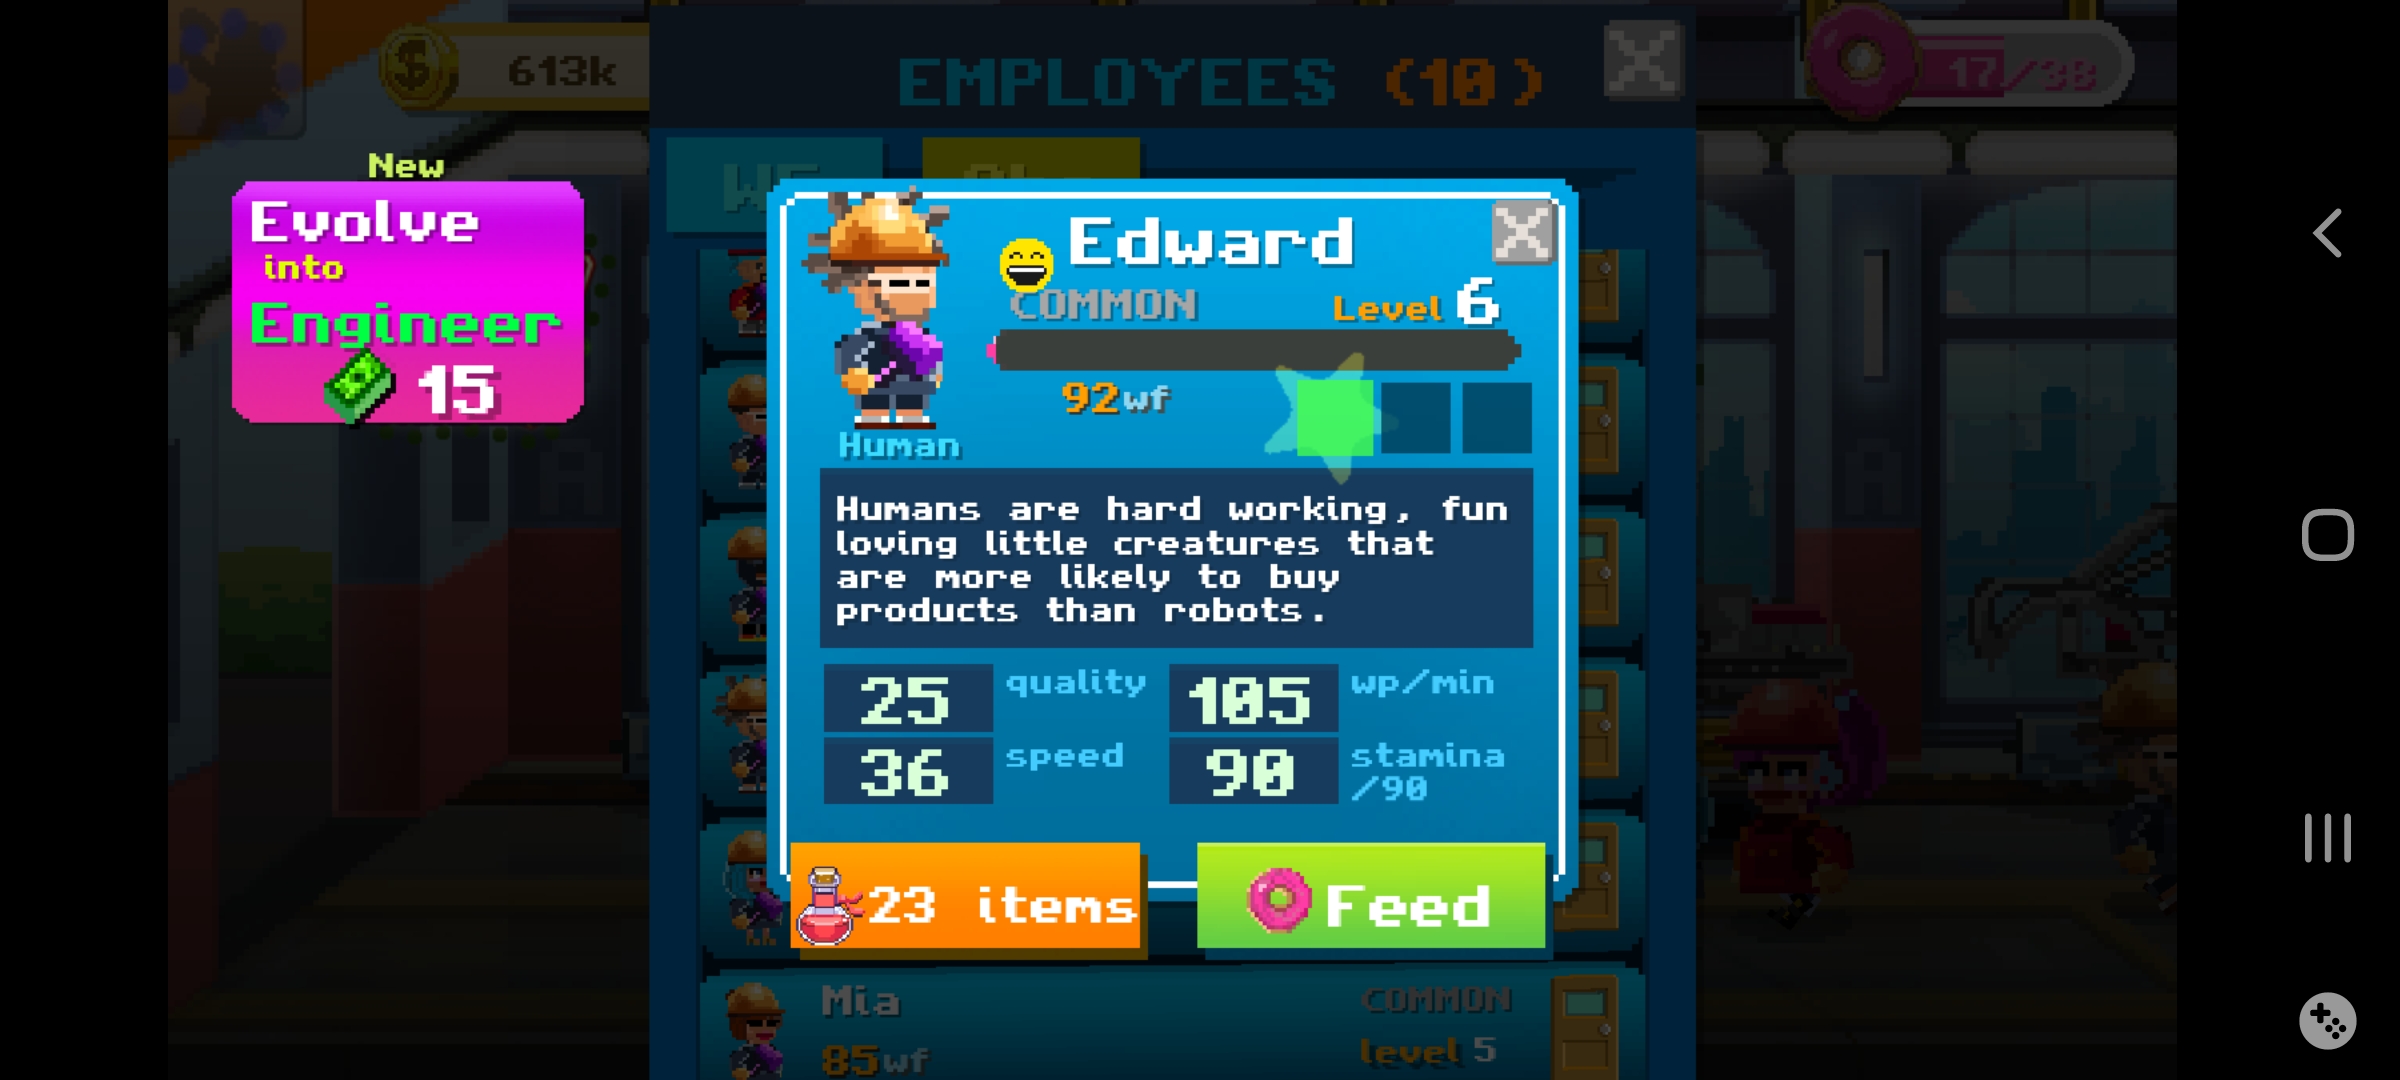 613k
EMPLOYEES (10)
17/38
New
Evolve
into
Engineer
15
Edward
COMMON
Level 6
92wf
Human
Humans are hard working, fun
loving little creatures that
are more likely to buy
products than robots.
25 quality
105 wp/min
36 speed
90 stamina
/90
23 items
Feed
Mia
COMMON
85wf
level 5